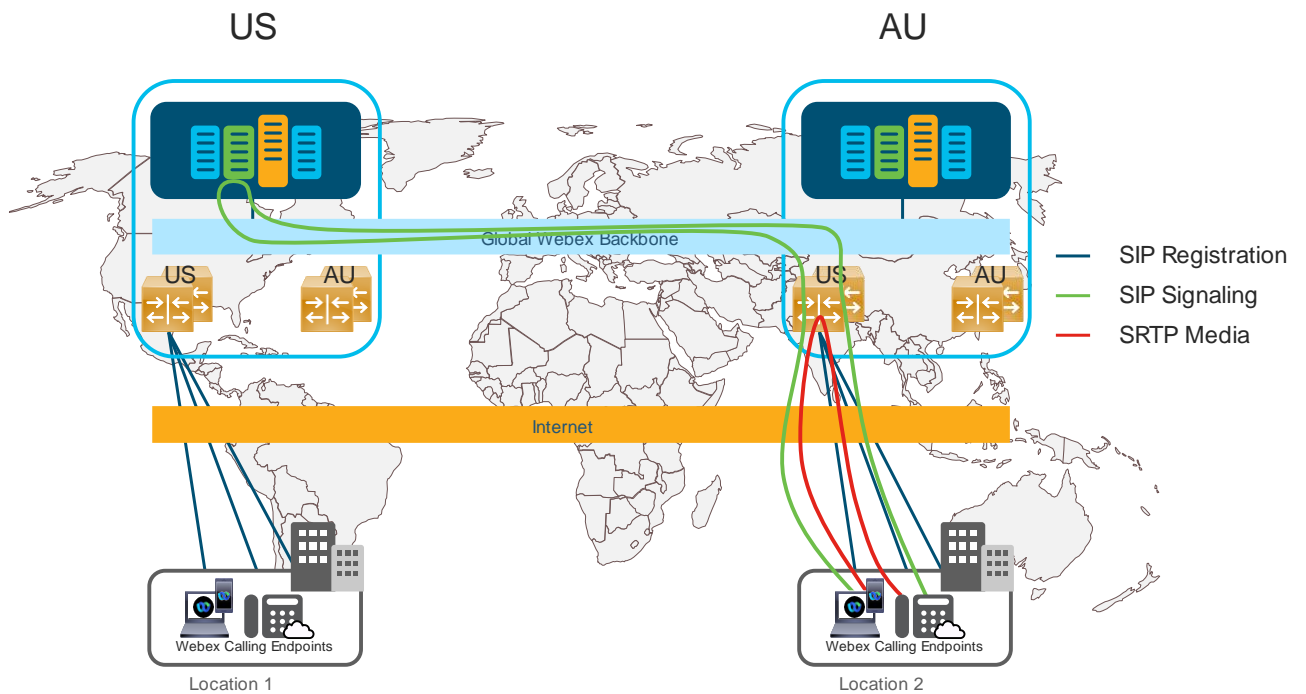 US
AU
Global Webex Backbone
US
AU
US
AU
SIP Registration
SIP Signaling
SRTP Media
Internet
Webex Calling Endpoints
Webex Calling Endpoints
Location 1
Location 2